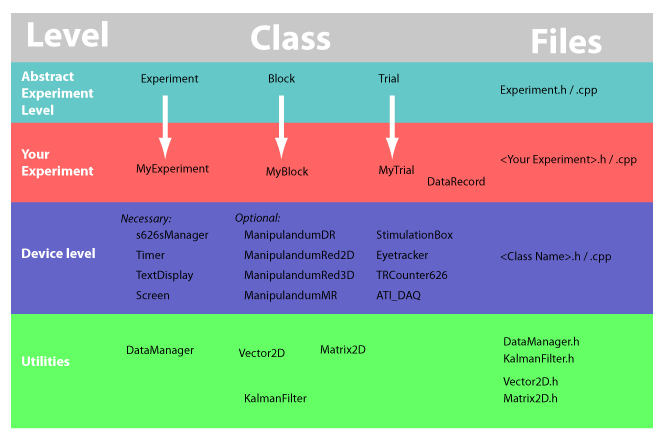 Level Class Files
Abstract
Experiment
Level
Experiment Block Trial
Experiment.h / .cpp
Your
Experiment
MyExperiment MyBlock MyTrial
DataRecord
<Your Experiment>.h / .cpp
Device level
Necessary: Optional:
s626sManager ManipulandumDR StimulationBox
Timer ManipulandumRed2D Eyetracker
TextDisplay ManipulandumRed3D TRCounter626
Screen ManipulandumMR ATI_DAQ
<Class Name>.h / .cpp
Utilities
DataManager Vector2D Matrix2D
KalmanFilter
DataManager.h
KalmanFilter.h
Vector2D.h
Matrix2D.h